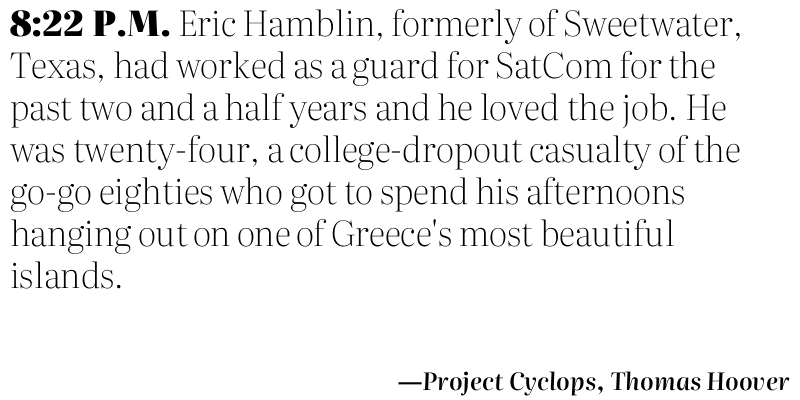 8:22 P.M. Eric Hamblin, formerly of Sweetwater,
Texas, had worked as a guard for SatCom for the
past two and a half years and he loved the job. He
was twenty-four, a college-dropout casualty of the
go-go eighties who got to spend his afternoons
hanging out on one of Greece's most beautiful
islands.
—Project Cyclops, Thomas Hoover